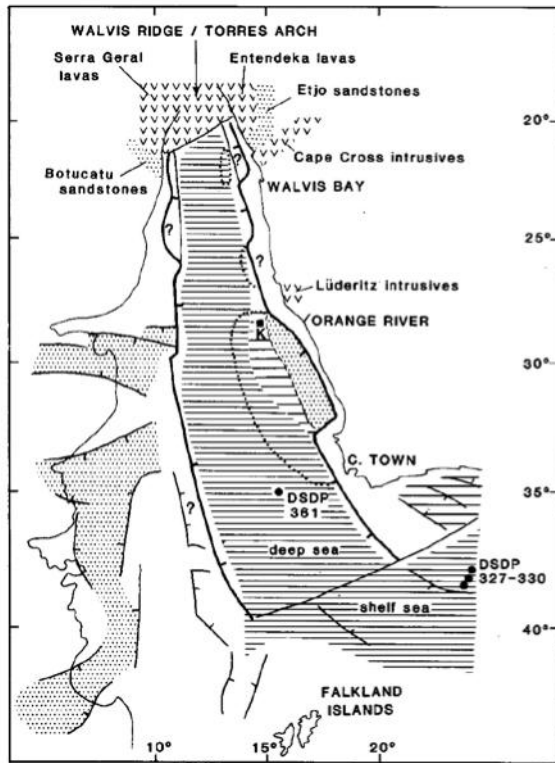 WALVIS RIDGE / TORRES ARCH
Serra Geral
lavas
Entendeka lavas
Etjo sandstones
20°
Cape Cross intrusives
Botucatu
sandstones
?
WALVIS BAY
?
?
25°
Lüderitz intrusives
ORANGE RIVER
K
30°
C. TOWN
35°
DSDP
361
?
deep sea
DSDP
327-330
shelf sea
40°
FALKLAND
ISLANDS
10°
15°
20°